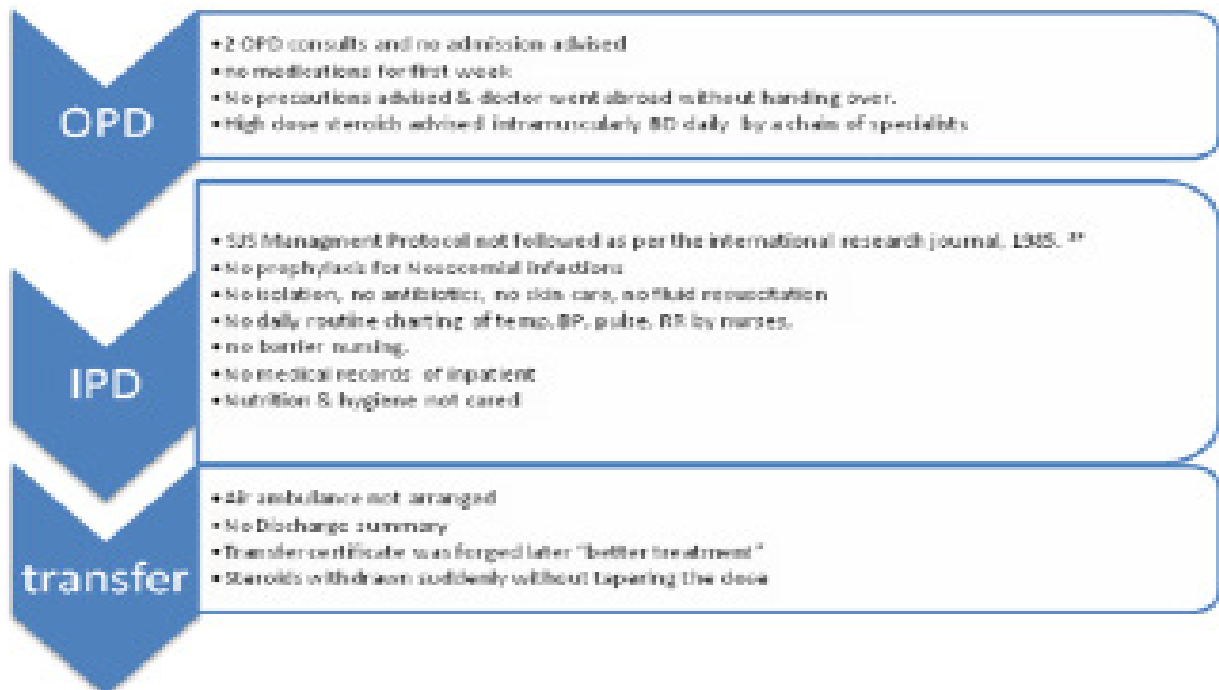 OPD
• 2 OPD consults and no admission advised
• no medications for first week
• No precautions advised & doctor went abroad without handing over.
• High dose steroids advised intramuscularly BD daily by a chain of specialists
IPD
• SJS Managment Protocol not followed as per the international research journal, 1985.
• No prophylaxis for Nosocomial Infections
• No isolation, no antibiotics, no skin care, no fluid resuscitation
• No daily routine charting of temp, BP, pulse, RR by nurses.
• no barrier nursing.
• No medical records of inpatient
• Nutrition & hygiene not cared
transfer
• Air ambulance not arranged
• No Discharge summary
• Transfer certificate was forged later "better treatment"
• Steroids withdrawn suddenly without tapering the dose